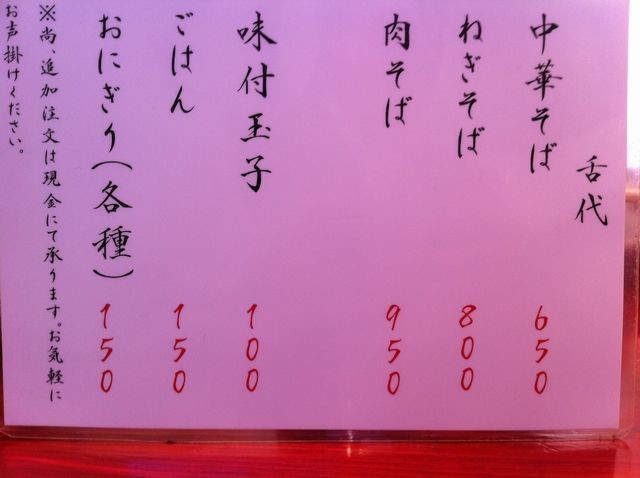 舌代
中華そば 650
ねぎそば 800
肉そば 950
味付玉子 100
ごはん 150
おにぎり(各種) 150
※尚、追加注文は現金にて承ります。お気軽に
お声掛けください。